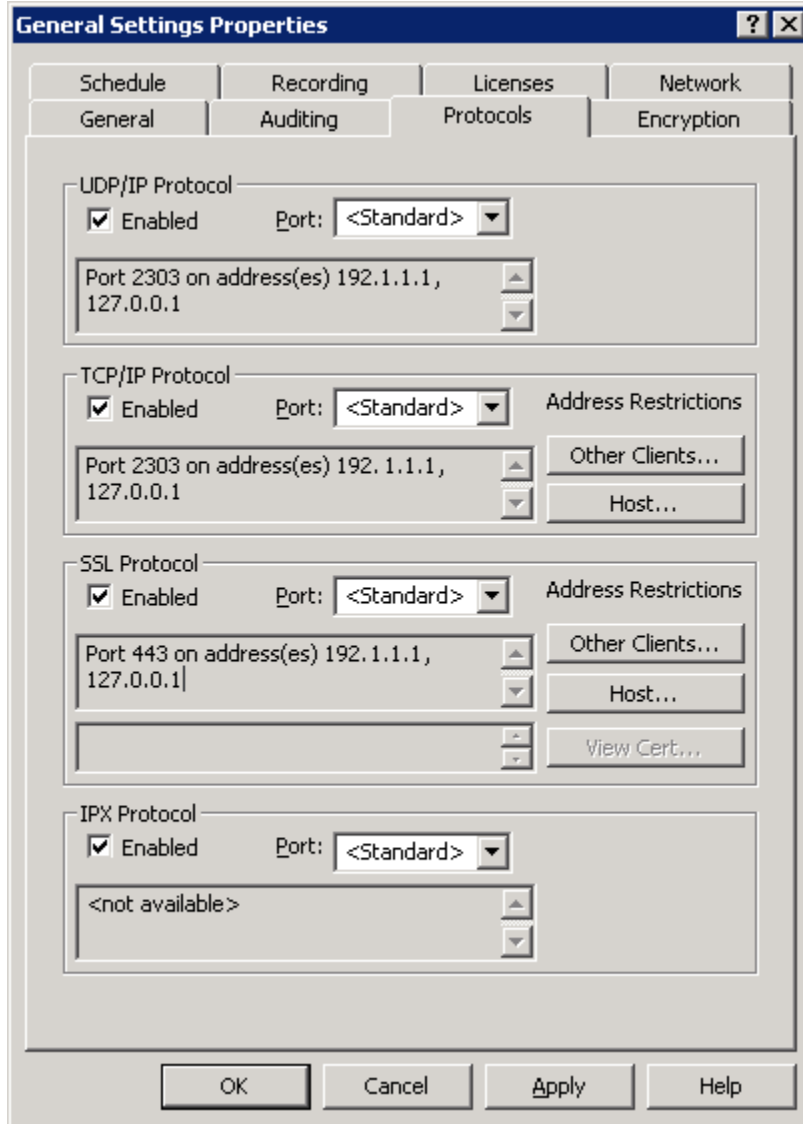 General Settings Properties
Schedule Recording Licenses Network
General Auditing Protocols Encryption
UDP/IP Protocol
Enabled Port: <Standard>
Port 2303 on address(es) 192.1.1.1,
127.0.0.1
TCP/IP Protocol
Enabled Port: <Standard> Address Restrictions
Port 2303 on address(es) 192.1.1.1,
127.0.0.1
Other Clients...
Host...
SSL Protocol
Enabled Port: <Standard> Address Restrictions
Port 443 on address(es) 192.1.1.1,
127.0.0.1
Other Clients...
Host...
View Cert...
IPX Protocol
Enabled Port: <Standard>
<not available>
OK Cancel Apply Help